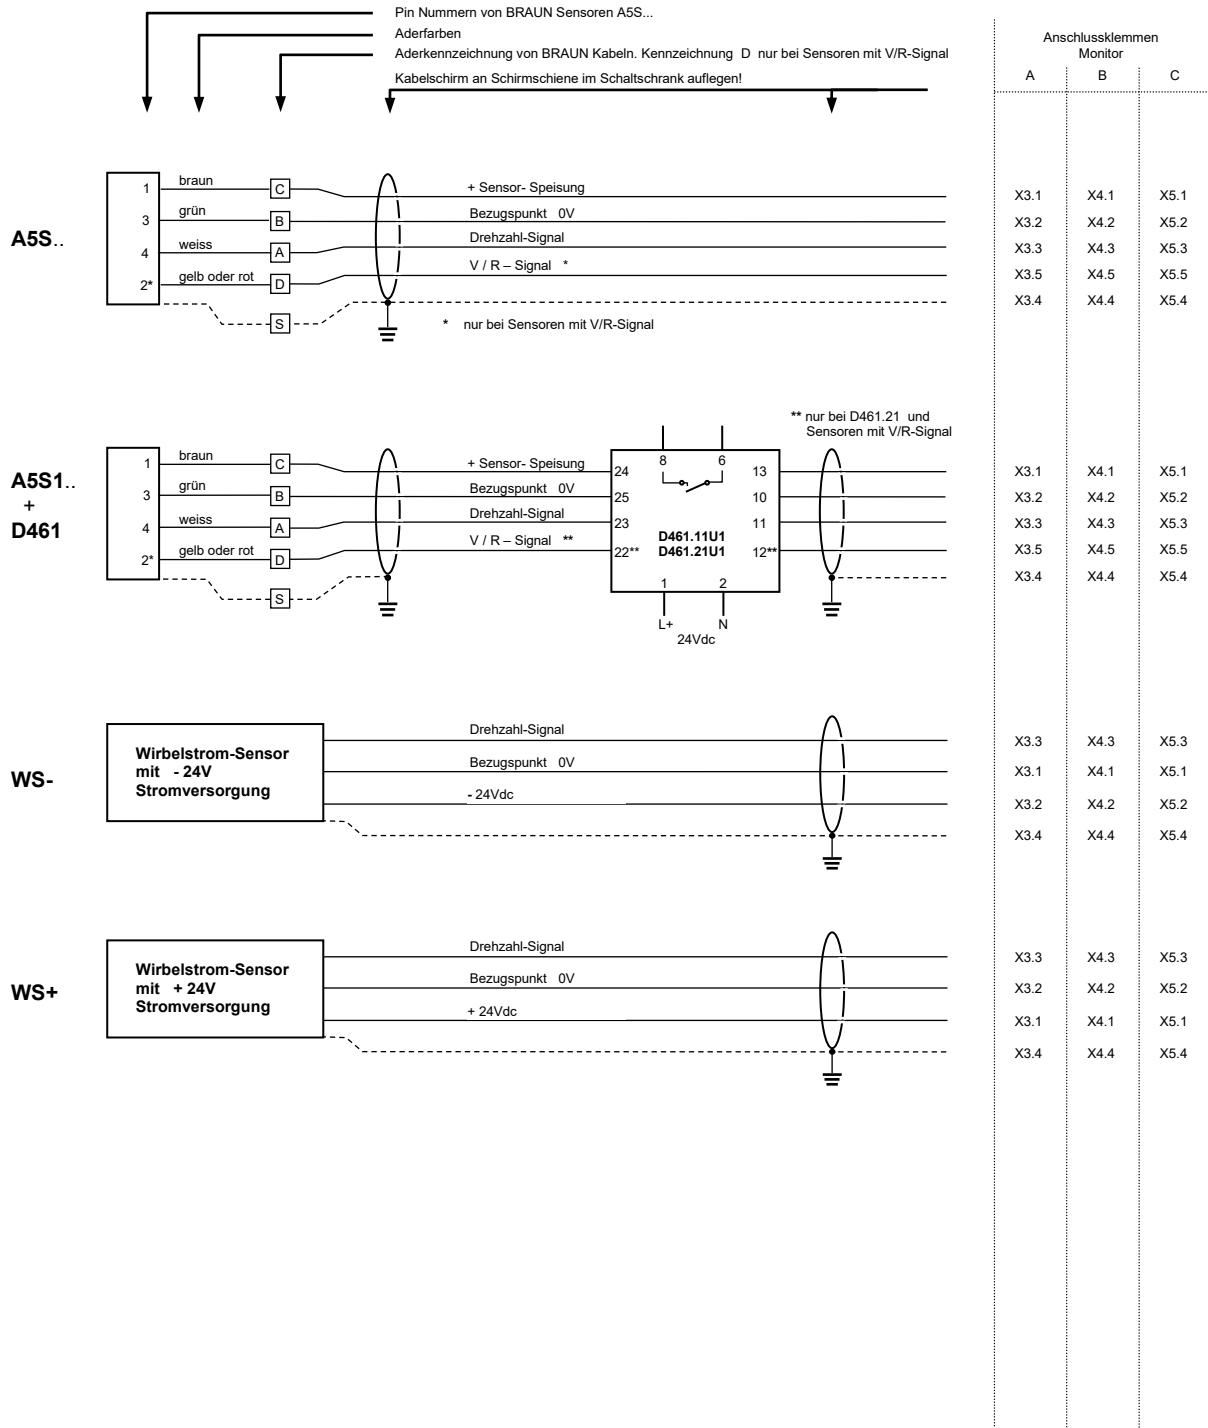 Pin Nummern von BRAUN Sensoren A5S...
Aderfarben
Aderkennzeichnung von BRAUN Kabeln. Kennzeichnung D nur bei Sensoren mit V/R-Signal
Kabelschirm an Schirmschiene im Schaltschrank auflegen!
Anschlussklemmen
Monitor
A B C
A5S..
1 braun C + Sensor- Speisung X3.1 X4.1 X5.1
3 grün B Bezugspunkt 0V X3.2 X4.2 X5.2
4 weiss A Drehzahl-Signal X3.3 X4.3 X5.3
2* gelb oder rot D V / R – Signal * X3.5 X4.5 X5.5
X3.4 X4.4 X5.4
S * nur bei Sensoren mit V/R-Signal
** nur bei D461.21 und
Sensoren mit V/R-Signal
A5S1..
+
D461
1 braun C + Sensor- Speisung 24 8 6 13 X3.1 X4.1 X5.1
3 grün B Bezugspunkt 0V 25 10 X3.2 X4.2 X5.2
4 weiss A Drehzahl-Signal 23 11 X3.3 X4.3 X5.3
D461.11U1
D461.21U1
2* gelb oder rot D V / R – Signal ** 22** 12** X3.5 X4.5 X5.5
1 2 X3.4 X4.4 X5.4
S
L+ N
24Vdc
WS-
Wirbelstrom-Sensor
mit - 24V
Stromversorgung
Drehzahl-Signal X3.3 X4.3 X5.3
Bezugspunkt 0V X3.1 X4.1 X5.1
- 24Vdc X3.2 X4.2 X5.2
X3.4 X4.4 X5.4
WS+
Wirbelstrom-Sensor
mit + 24V
Stromversorgung
Drehzahl-Signal X3.3 X4.3 X5.3
Bezugspunkt 0V X3.2 X4.2 X5.2
+ 24Vdc X3.1 X4.1 X5.1
X3.4 X4.4 X5.4